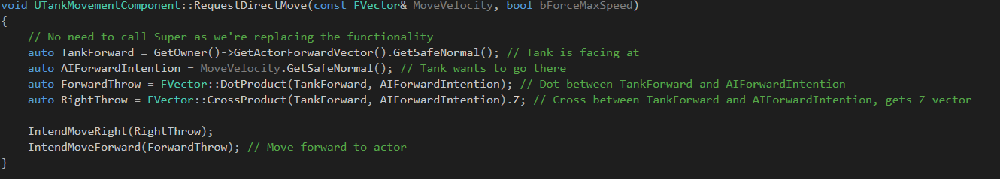 void UTankMovementComponent::RequestDirectMove(const FVector& MoveVelocity, bool bForceMaxSpeed)
{
    // No need to call Super as we're replacing the functionality
    auto TankForward = GetOwner()->GetActorForwardVector().GetSafeNormal(); // Tank is facing at
    auto AIForwardIntention = MoveVelocity.GetSafeNormal(); // Tank wants to go there
    auto ForwardThrow = FVector::DotProduct(TankForward, AIForwardIntention); // Dot between TankForward and AIForwardIntention
    auto RightThrow = FVector::CrossProduct(TankForward, AIForwardIntention).Z; // Cross between TankForward and AIForwardIntention, gets Z vector

    IntendMoveRight(RightThrow);
    IntendMoveForward(ForwardThrow); // Move forward to actor
}